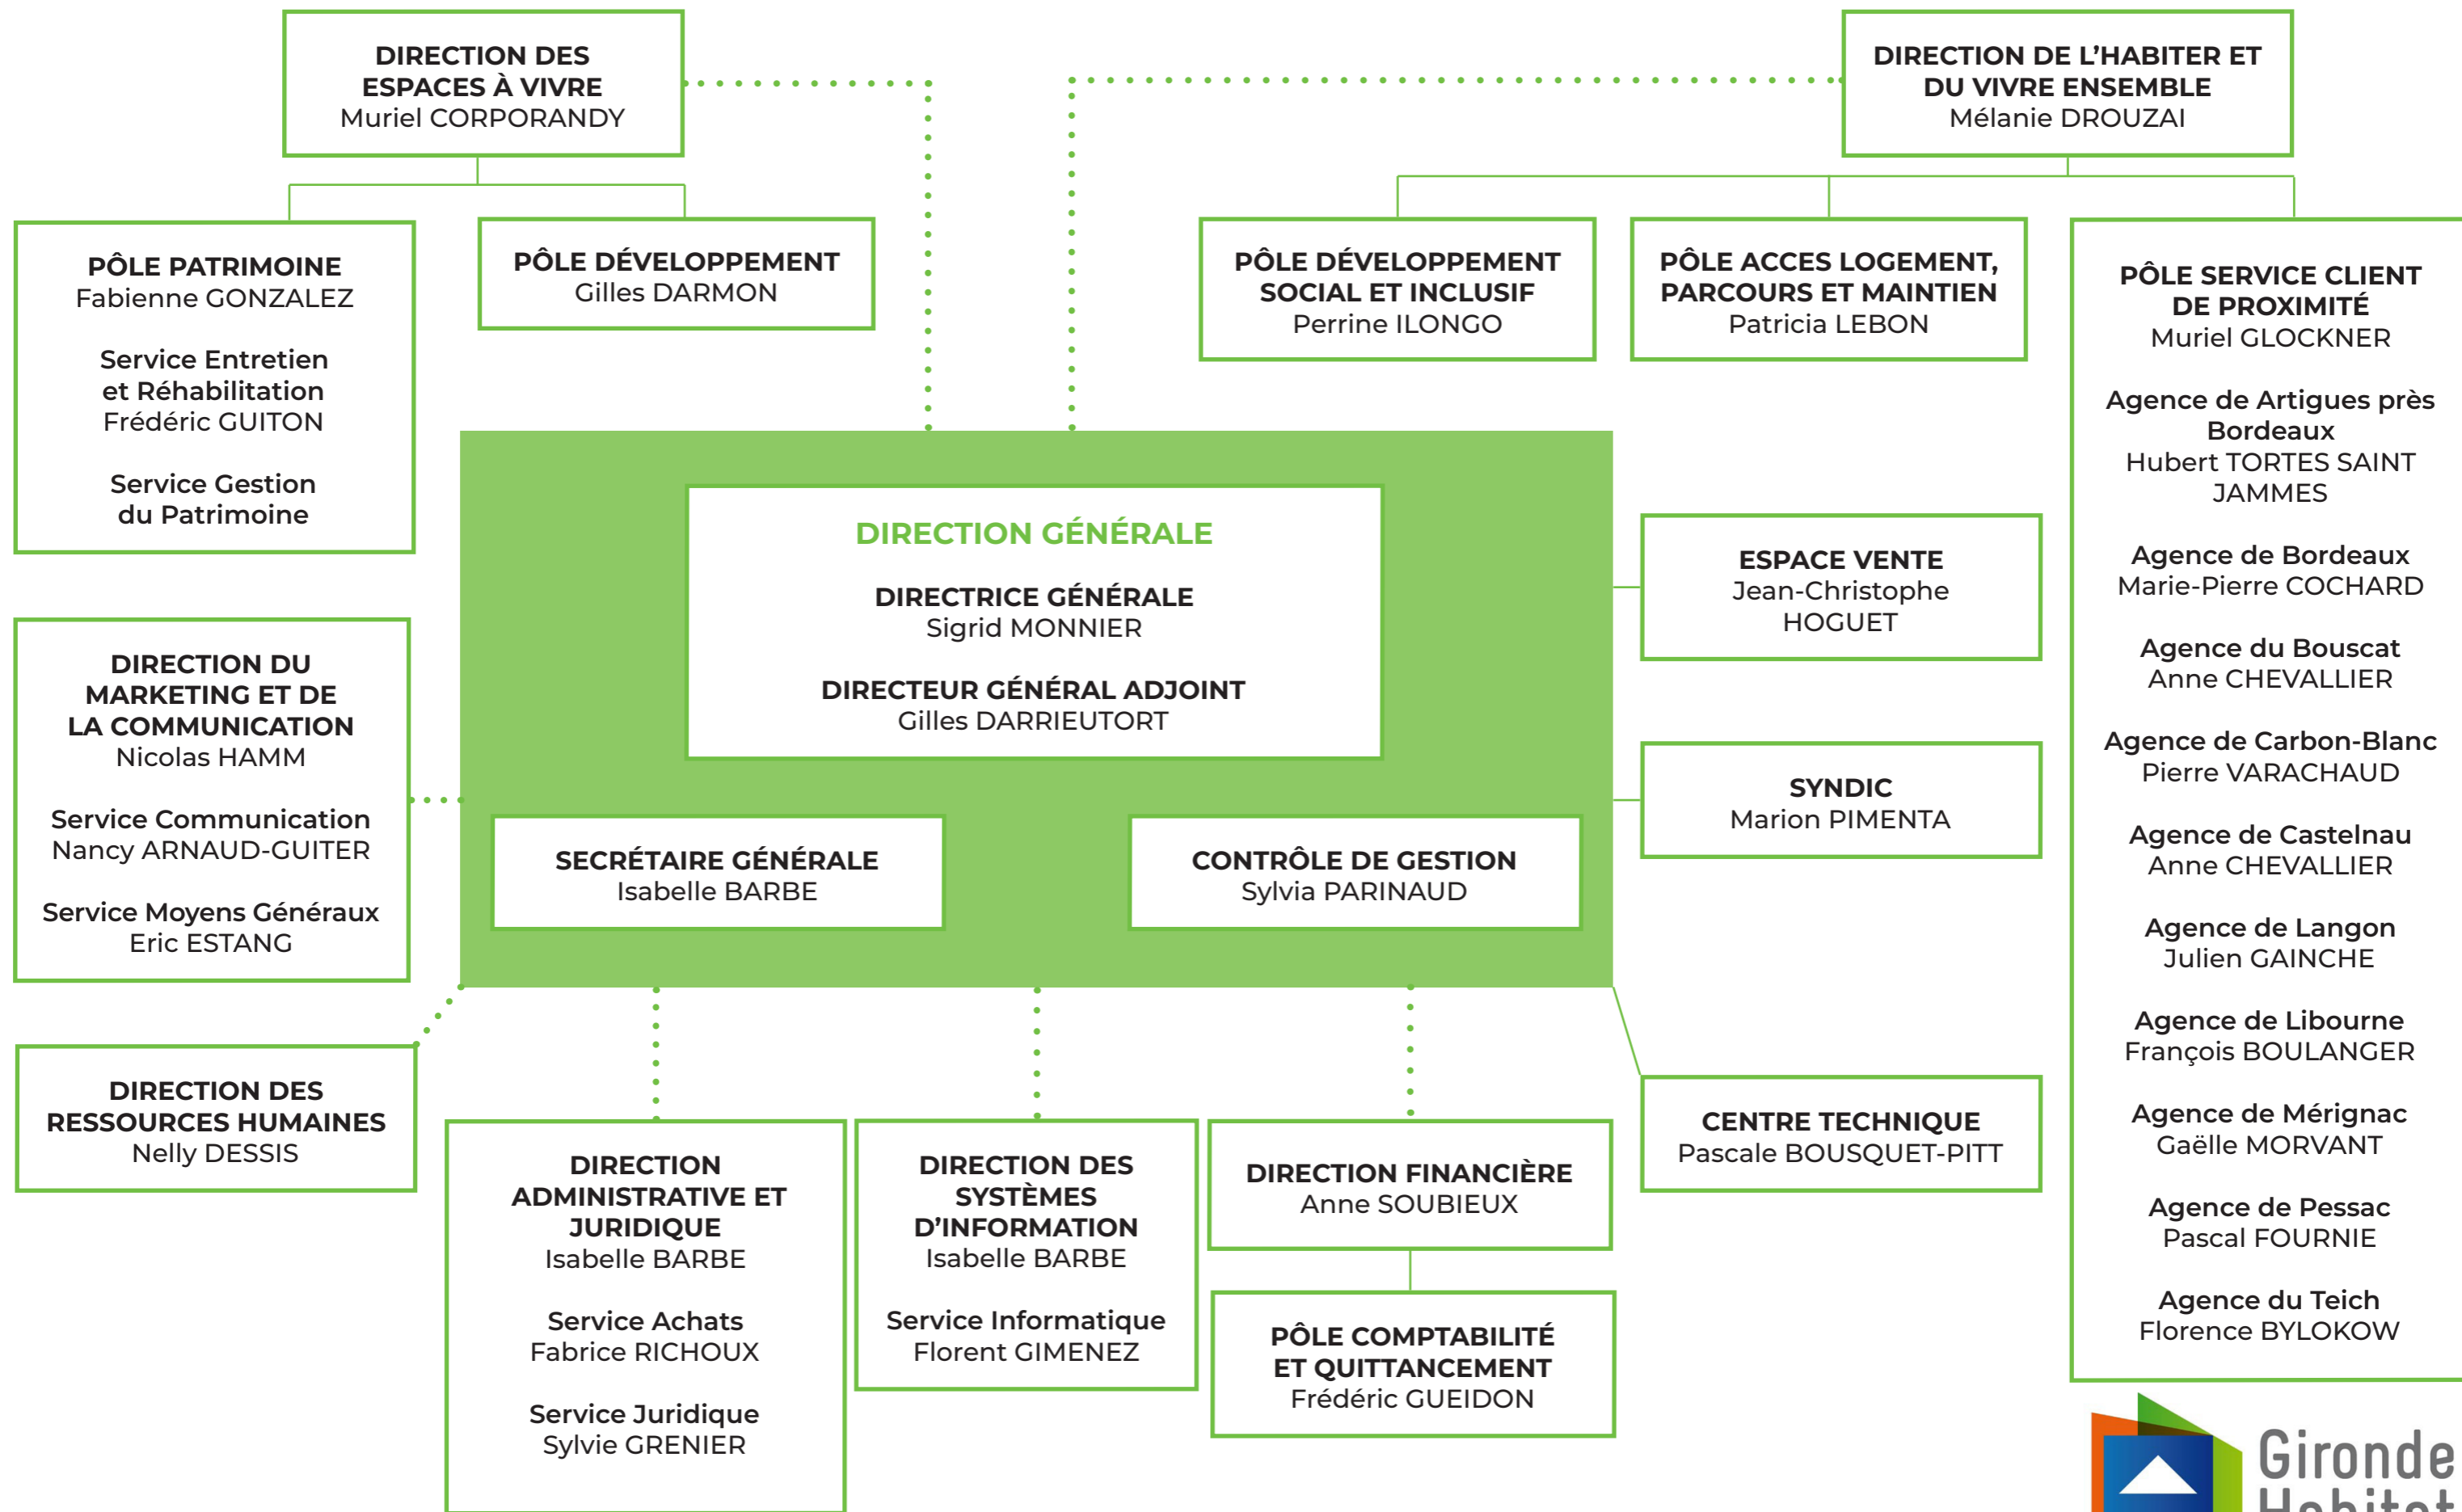 DIRECTION DES
ESPACES À VIVRE
Muriel CORPORANDY
DIRECTION DE L'HABITER ET
DU VIVRE ENSEMBLE
Mélanie DROUZAI
PÔLE PATRIMOINE
Fabienne GONZALEZ
Service Entretien
et Réhabilitation
Frédéric GUITON
Service Gestion
du Patrimoine
PÔLE DÉVELOPPEMENT
Gilles DARMON
PÔLE DÉVELOPPEMENT
SOCIAL ET INCLUSIF
Perrine ILONGO
PÔLE ACCES LOGEMENT,
PARCOURS ET MAINTIEN
Patricia LEBON
PÔLE SERVICE CLIENT
DE PROXIMITÉ
Muriel GLOCKNER
Agence de Artigues près
Bordeaux
Hubert TORTES SAINT
JAMMES
Agence de Bordeaux
Marie-Pierre COCHARD
Agence du Bouscat
Anne CHEVALLIER
Agence de Carbon-Blanc
Pierre VARACHAUD
Agence de Castelnau
Anne CHEVALLIER
Agence de Langon
Julien GAINCHE
Agence de Libourne
François BOULANGER
Agence de Mérignac
Gaëlle MORVANT
Agence de Pessac
Pascal FOURNIE
Agence du Teich
Florence BYLOKOW
DIRECTION GÉNÉRALE
DIRECTRICE GÉNÉRALE
Sigrid MONNIER
DIRECTEUR GÉNÉRAL ADJOINT
Gilles DARRIEUTORT
SECRÉTAIRE GÉNÉRALE
Isabelle BARBE
CONTRÔLE DE GESTION
Sylvia PARINAUD
ESPACE VENTE
Jean-Christophe
HOGUET
SYNDIC
Marion PIMENTA
DIRECTION DU
MARKETING ET DE
LA COMMUNICATION
Nicolas HAMM
Service Communication
Nancy ARNAUD-GUITER
Service Moyens Généraux
Eric ESTANG
DIRECTION DES
RESSOURCES HUMAINES
Nelly DESSIS
DIRECTION
ADMINISTRATIVE ET
JURIDIQUE
Isabelle BARBE
Service Achats
Fabrice RICHOUX
Service Juridique
Sylvie GRENIER
DIRECTION DES
SYSTÈMES
D'INFORMATION
Isabelle BARBE
Service Informatique
Florent GIMENEZ
DIRECTION FINANCIÈRE
Anne SOUBIEUX
PÔLE COMPTABILITÉ
ET QUITTANCEMENT
Frédéric GUEIDON
CENTRE TECHNIQUE
Pascale BOUSQUET-PITT
Gironde
Habitat